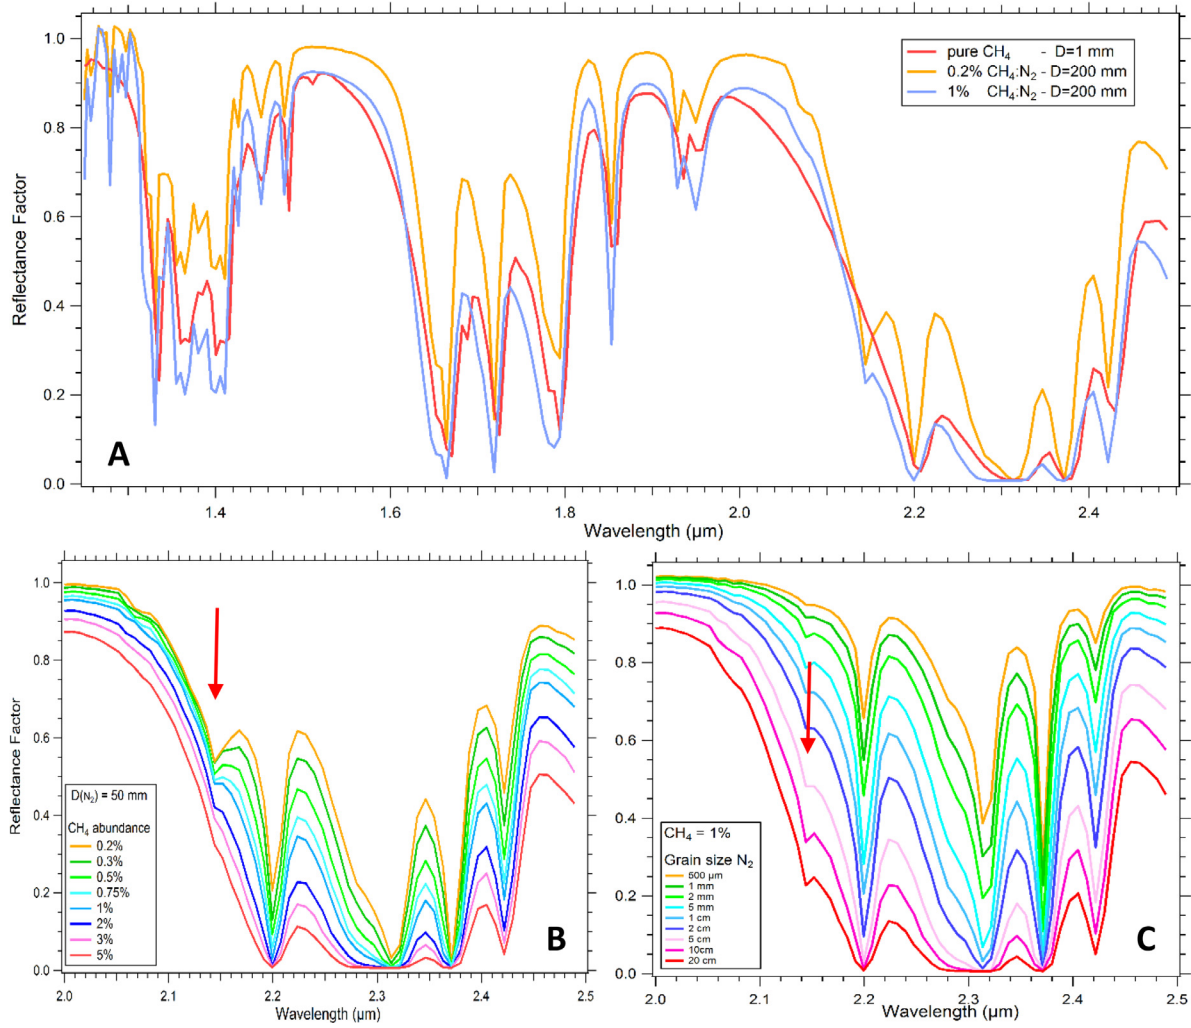 1.0
0.8
0.6
0.4
0.2
0.0
Reflectance Factor
pure CH₄ - D=1 mm
0.2% CH₄:N₂ - D=200 mm
1% CH₄:N₂ - D=200 mm
A
1.4 1.6 1.8 2.0 2.2 2.4
Wavelength (µm)
1.0
0.8
0.6
0.4
0.2
0.0
Reflectance Factor
D(N₂) = 50 mm
CH₄ abundance
0.2%
0.3%
0.5%
0.75%
1%
2%
3%
5%
B
2.0 2.1 2.2 2.3 2.4 2.5
Wavelength (µm)
1.0
0.8
0.6
0.4
0.2
0.0
CH₄ = 1%
Grain size N₂
500 µm
1 mm
2 mm
5 mm
1 cm
2 cm
5 cm
10cm
20 cm
C
2.0 2.1 2.2 2.3 2.4 2.5
Wavelength (µm)